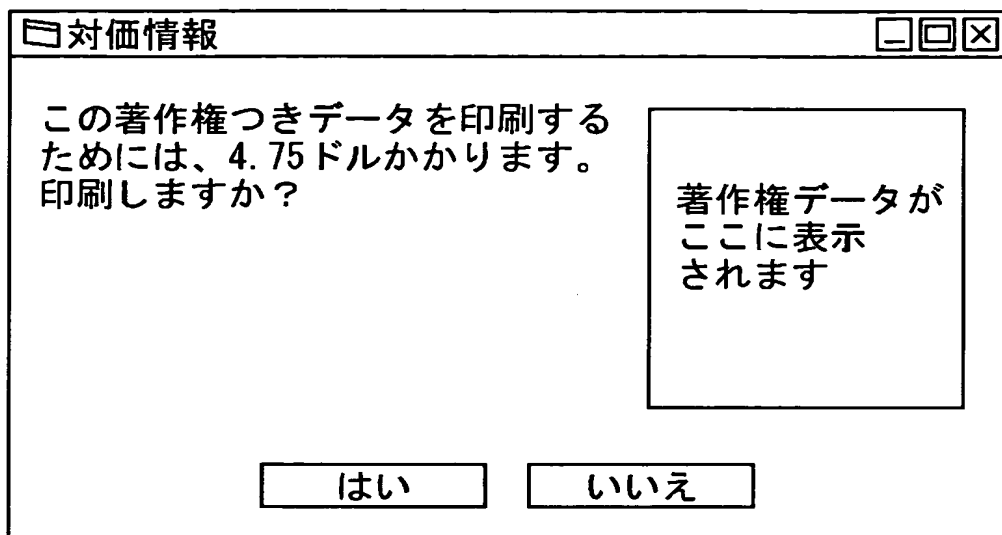 対価情報
この著作権つきデータを印刷する
ためには、4.75ドルかかります。
印刷しますか？
著作権データが
ここに表示
されます
はい
いいえ